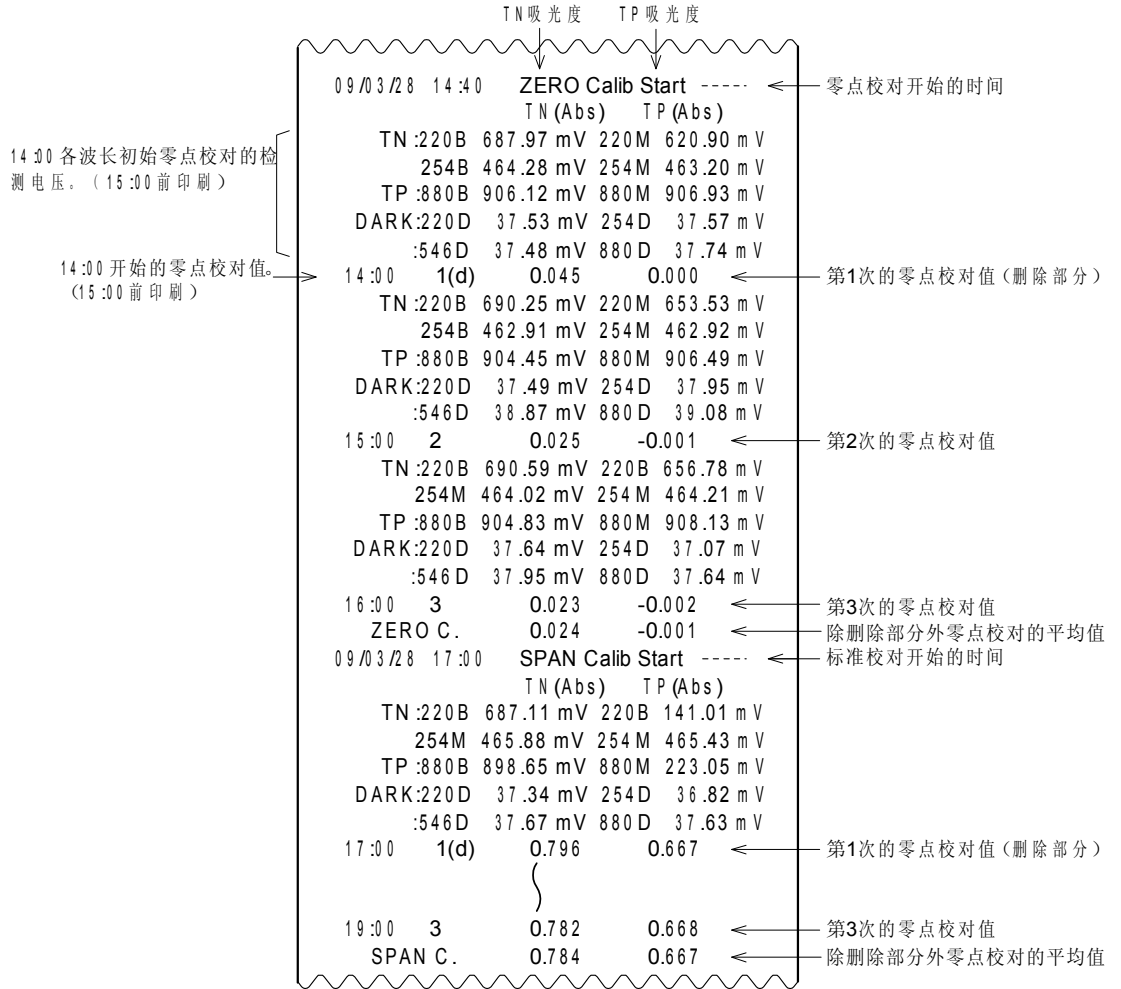 TN吸光度 TP吸光度
09/03/28 14:40 ZERO Calib Start ----- 零点校对开始的时间
TN(Abs) TP(Abs)
TN:220B 687.97 mV 220M 620.90 mV
14:00 各波长初始零点校对的检
254B 464.28 mV 254M 463.20 mV
测电压。（15:00前印刷）
TP:880B 906.12 mV 880M 906.93 mV
DARK:220D 37.53 mV 254D 37.57 mV
:546D 37.48 mV 880D 37.74 mV
14:00 开始的零点校对值。
14:00 1(d) 0.045 0.000 第1次的零点校对值（删除部分）
（15:00前印刷）
TN:220B 690.25 mV 220M 653.53 mV
254B 462.91 mV 254M 462.92 mV
TP:880B 904.45 mV 880M 906.49 mV
DARK:220D 37.49 mV 254D 37.95 mV
:546D 38.87 mV 880D 39.08 mV
15:00 2 0.025 -0.001 第2次的零点校对值
TN:220B 690.59 mV 220B 656.78 mV
254M 464.02 mV 254M 464.21 mV
TP:880B 904.83 mV 880M 908.13 mV
DARK:220D 37.64 mV 254D 37.07 mV
:546D 37.95 mV 880D 37.64 mV
16:00 3 0.023 -0.002 第3次的零点校对值
ZERO C. 0.024 -0.001 除删除部分外零点校对的平均值
09/03/28 17:00 SPAN Calib Start ----- 标准校对开始的时间
TN(Abs) TP(Abs)
TN:220B 687.11 mV 220B 141.01 mV
254M 465.88 mV 254M 465.43 mV
TP:880B 898.65 mV 880M 223.05 mV
DARK:220D 37.34 mV 254D 36.82 mV
:546D 37.67 mV 880D 37.63 mV
17:00 1(d) 0.796 0.667 第1次的零点校对值（删除部分）
19:00 3 0.782 0.668 第3次的零点校对值
SPAN C. 0.784 0.667 除删除部分外零点校对的平均值